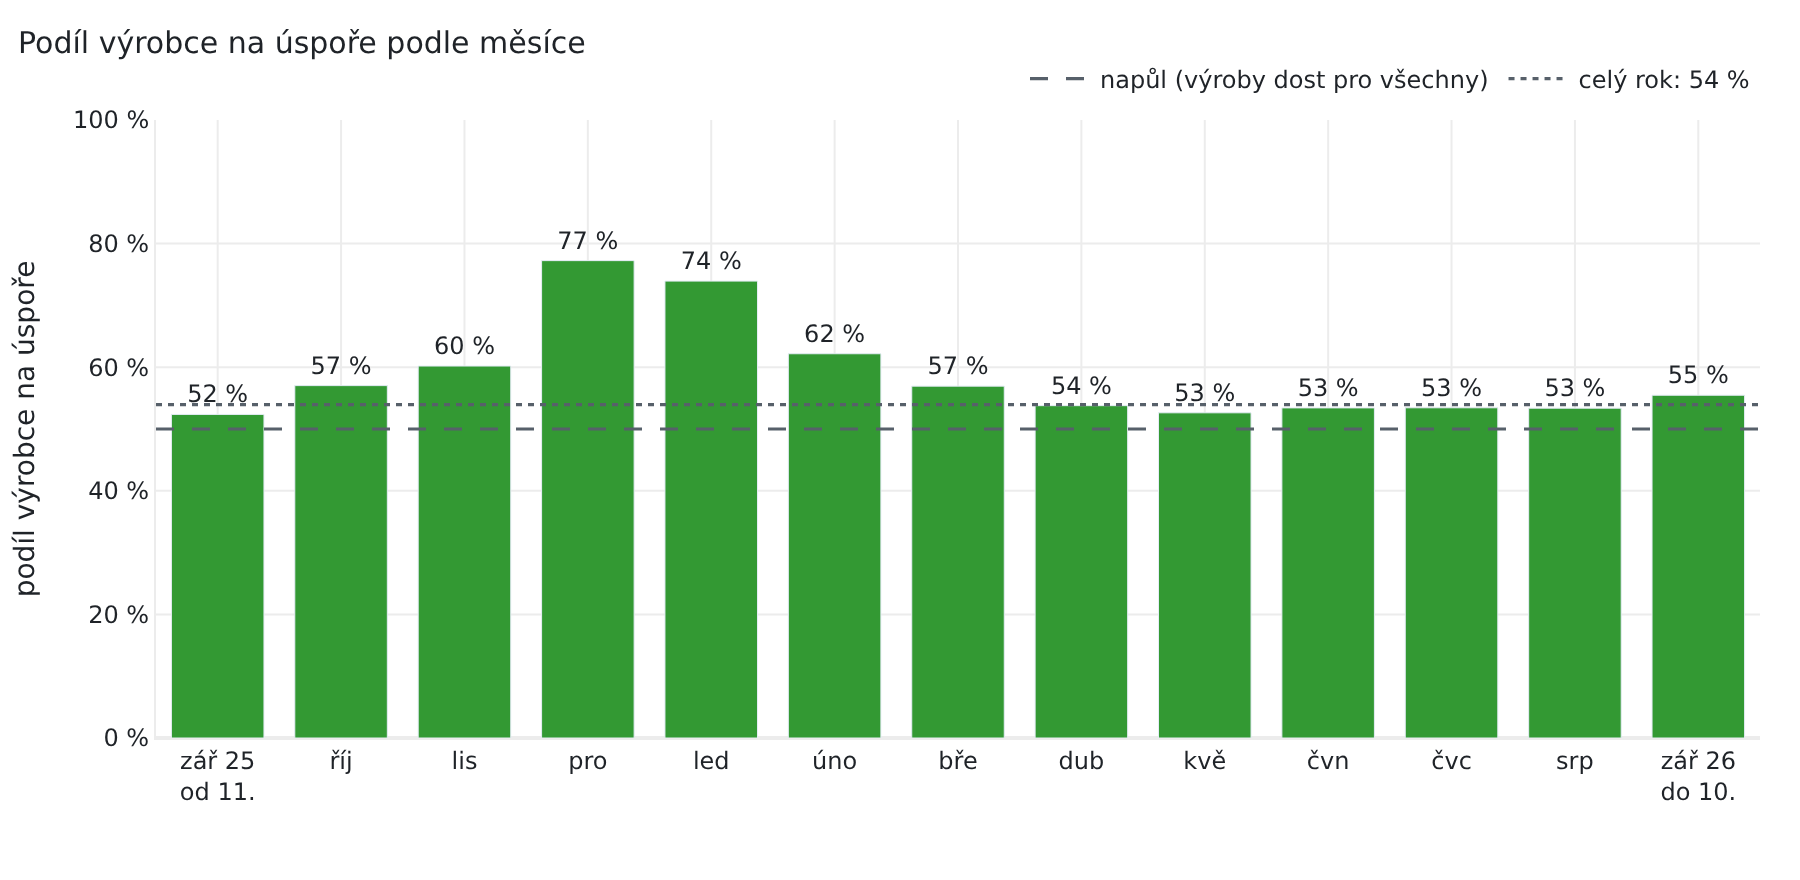 Podíl výrobce na úspoře podle měsíce
napůl (výroby dost pro všechny)
celý rok: 54 %
podíl výrobce na úspoře
100 %
80 %
60 %
40 %
20 %
0 %
52 %
57 %
60 %
77 %
74 %
62 %
57 %
54 %
53 %
53 %
53 %
53 %
55 %
zář 25
od 11.
říj
lis
pro
led
úno
bře
dub
kvě
čvn
čvc
srp
zář 26
do 10.